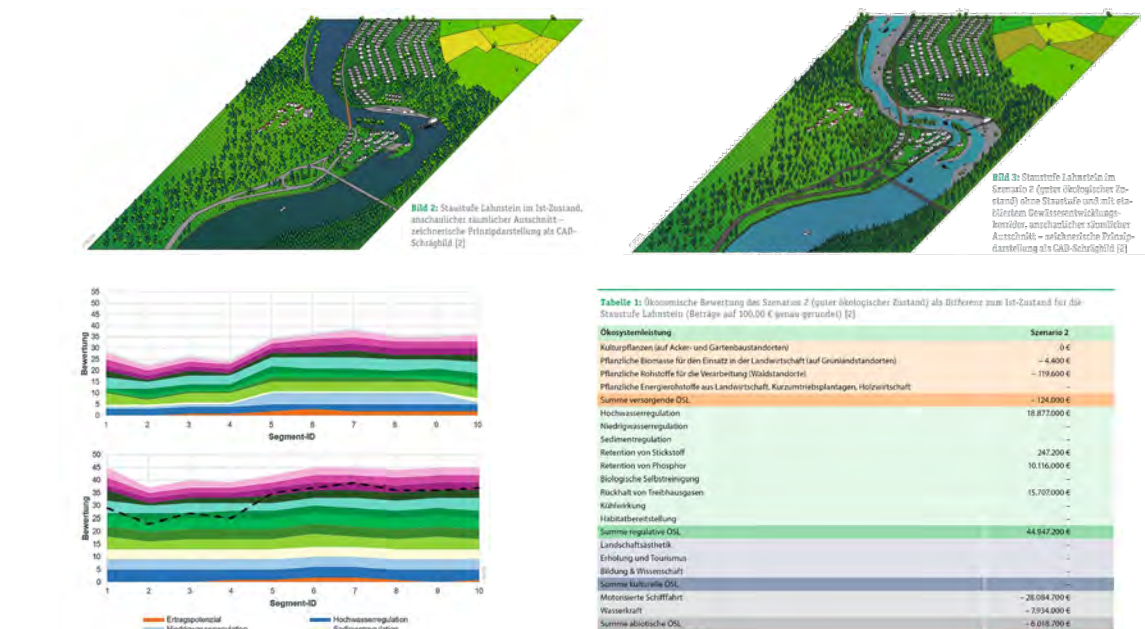 Bild 2: Staustufe Lahnstein im Ist-Zustand,
anschaulicher räumlicher Ausschnitt –
zeichnerische Prinzipdarstellung als CAD-
Schrägbild [2]
Bild 3: Staustufe Lahnstein im
Szenario 2 (guter ökologischer Zu-
stand) ohne Staustufe und mit eta-
bliertem Gewässerentwicklungs-
korridor, anschaulicher räumlicher
Ausschnitt – zeichnerische Prinzip-
darstellung als CAD-Schrägbild [2]
55
50
45
40
35
30
25
20
15
10
5
0
Bewertung
1 2 3 4 5 6 7 8 9 10
Segment-ID
50
45
40
35
30
25
20
15
10
5
0
Bewertung
1 2 3 4 5 6 7 8 9 10
Segment-ID
Ertragspotenzial Hochwasserregulation
Niedrigwasserregulation Sedimentregulation
Tabelle 1: Ökonomische Bewertung des Szenarios 2 (guter ökologischer Zustand) als Differenz zum Ist-Zustand für die
Staustufe Lahnstein (Beträge auf 100,00 € genau gerundet) [2]
Ökosystemleistung Szenario 2
Kulturpflanzen (auf Acker- und Gartenbaustandorten) 0 €
Pflanzliche Biomasse für den Einsatz in der Landwirtschaft (auf Grünlandstandorten) – 4.400 €
Pflanzliche Rohstoffe für die Verarbeitung (Waldstandorte) – 119.600 €
Pflanzliche Energierohstoffe aus Landwirtschaft, Kurzumtriebsplantagen, Holzwirtschaft –
Summe versorgende ÖSL – 124.000 €
Hochwasserregulation 18.877.000 €
Niedrigwasserregulation –
Sedimentregulation –
Retention von Stickstoff 247.200 €
Retention von Phosphor 10.116.000 €
Biologische Selbstreinigung –
Rückhalt von Treibhausgasen 15.707.000 €
Kühlwirkung –
Habitatbereitstellung –
Summe regulative ÖSL 44.947.200 €
Landschaftsästhetik –
Erholung und Tourismus –
Bildung & Wissenschaft –
Summe kulturelle ÖSL –
Motorisierte Schifffahrt – 28.084.700 €
Wasserkraft – 7.934.000 €
Summe abiotische ÖSL – 6.018.700 €